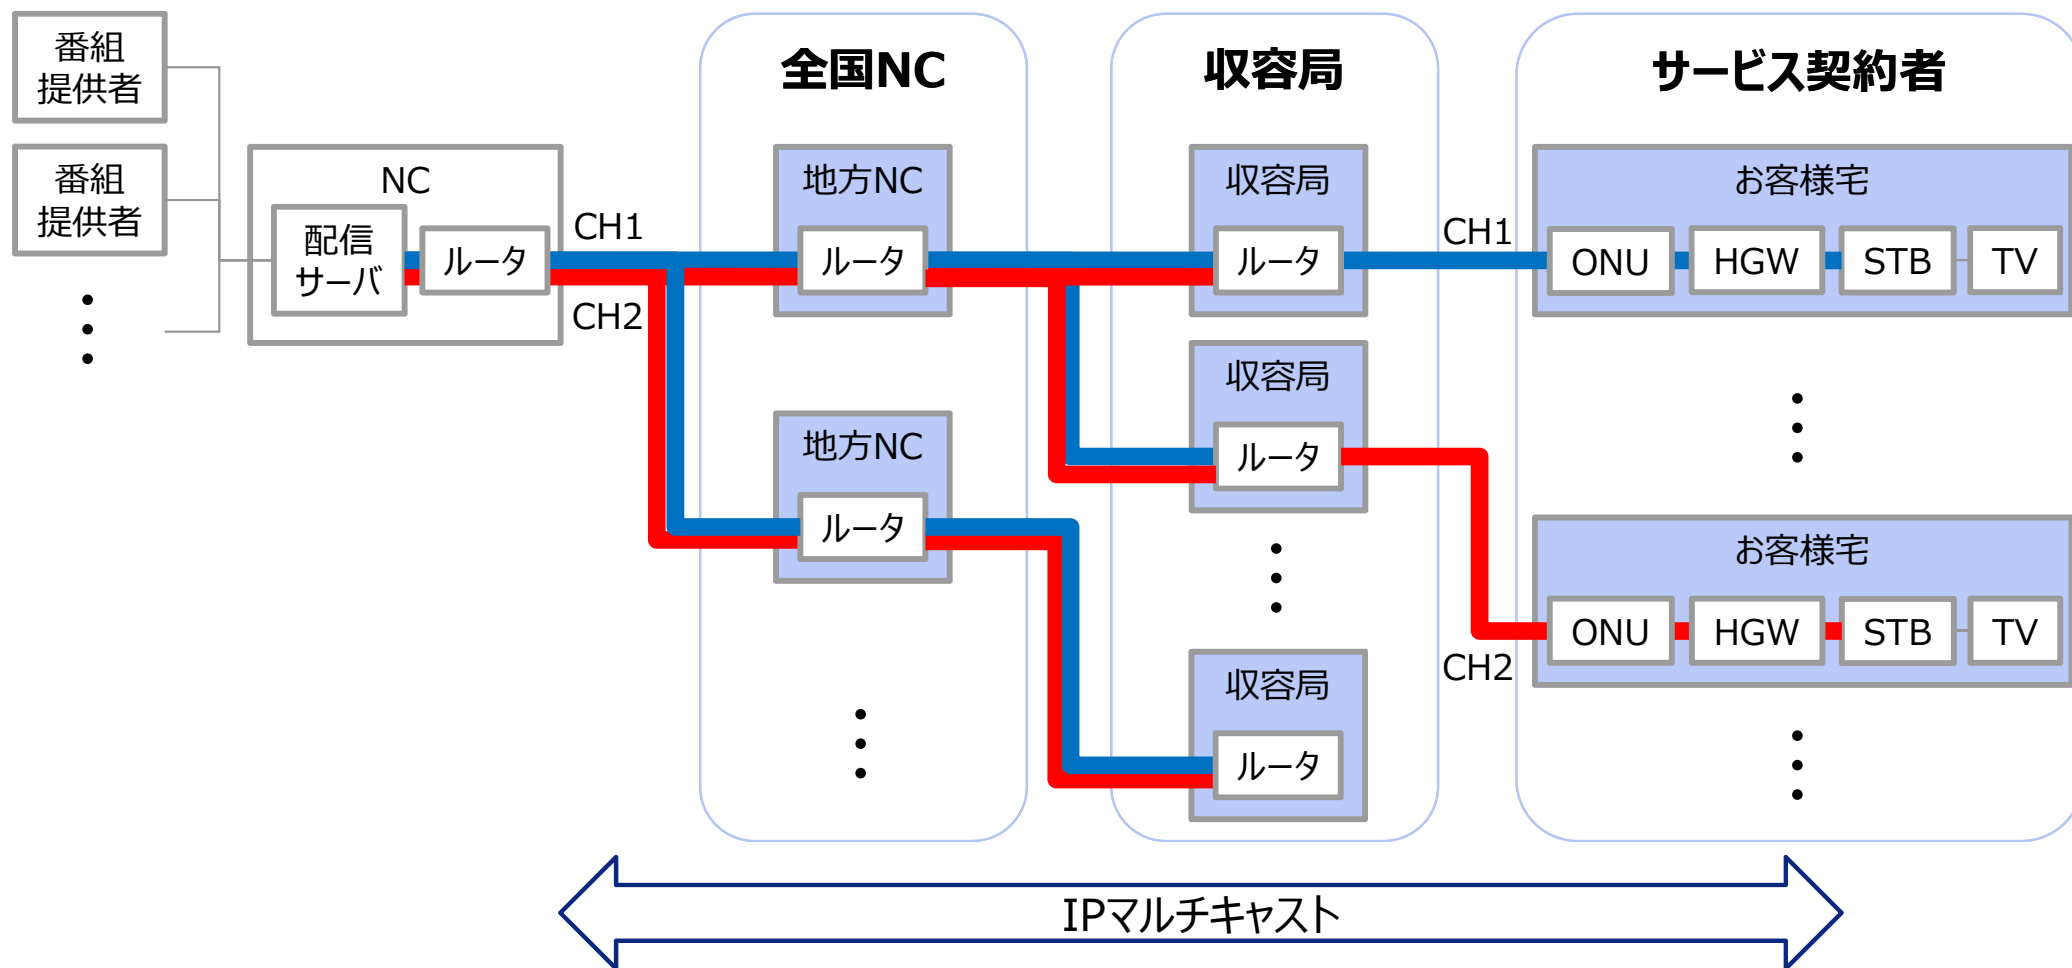 番組
提供者
番組
提供者
NC
配信
サーバ
ルータ
CH1
CH2
全国NC
地方NC
ルータ
地方NC
ルータ
収容局
収容局
ルータ
収容局
ルータ
収容局
ルータ
CH1
CH2
サービス契約者
お客様宅
ONU
HGW
STB
TV
お客様宅
ONU
HGW
STB
TV
IPマルチキャスト